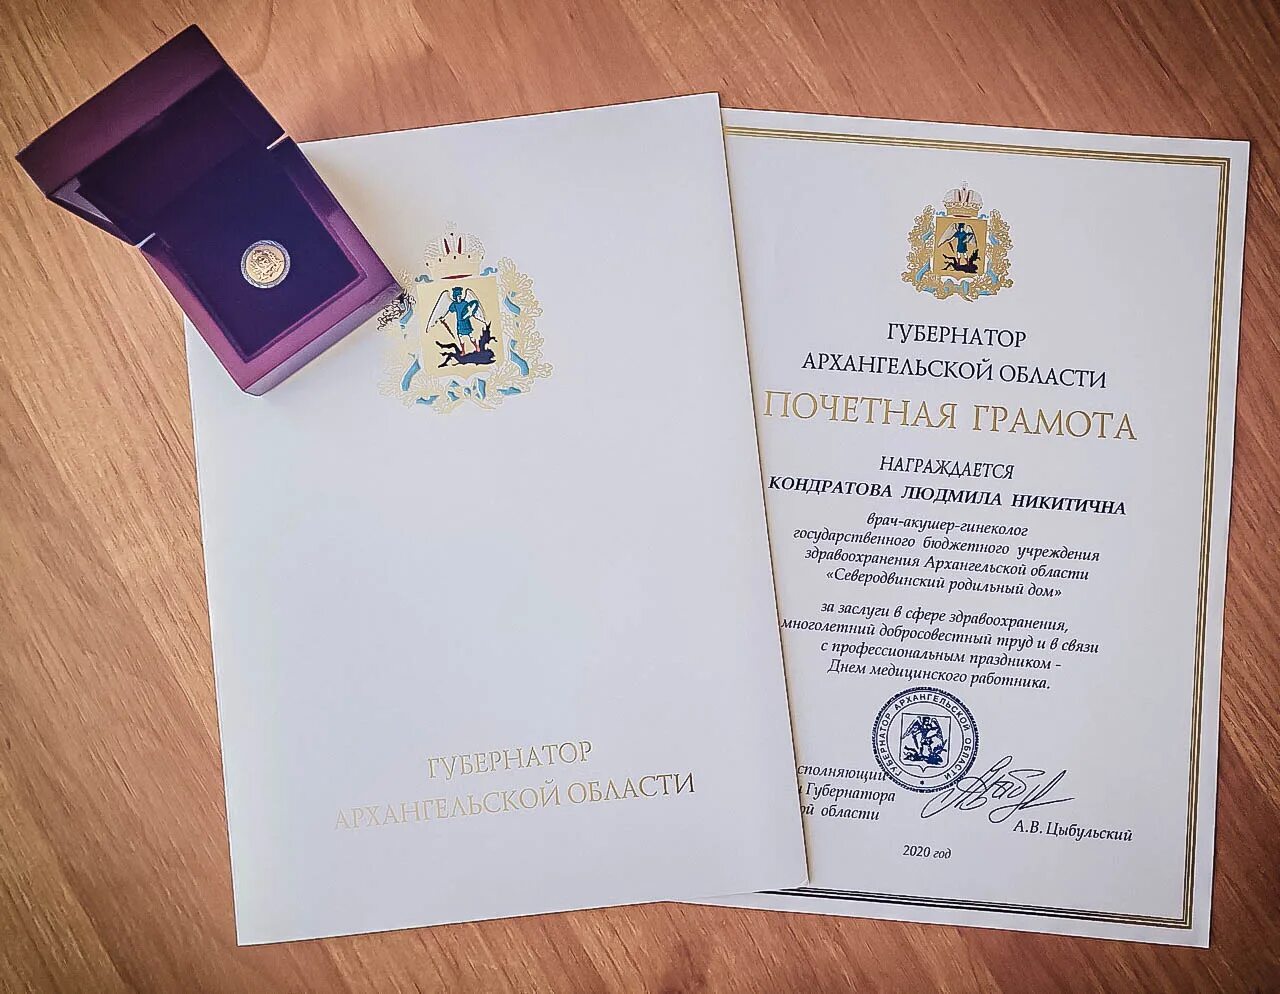 ГУБЕРНАТОР
АРХАНГЕЛЬСКОЙ ОБЛАСТИ
ГУБЕРНАТОР
АРХАНГЕЛЬСКОЙ ОБЛАСТИ
ПОЧЕТНАЯ ГРАМОТА
НАГРАЖДАЕТСЯ
КОНДРАТОВА ЛЮДМИЛА НИКИТИЧНА
врач-акушер-гинеколог
государственного бюджетного учреждения
здравоохранения Архангельской области
«Северодвинский родильный дом»
за заслуги в сфере здравоохранения,
многолетний добросовестный труд и в связи
с профессиональным праздником -
Днем медицинского работника.
ГУБЕРНАТОР АРХАНГЕЛЬСКОЙ ОБЛАСТИ
сполняющий
и Губернатора
ой области
А.В. Цыбульский
2020 год